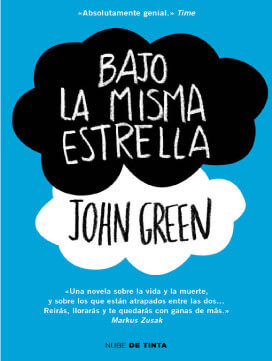 «Absolutamente genial.» Time
BAJO
LA MISMA
ESTRELLA
JOHN GREEN
«Una novela sobre la vida y la muerte,
y sobre los que están atrapados entre las dos...
Reirás, llorarás y te quedarás con ganas de más.»
Markus Zusak
NUBE DE TINTA